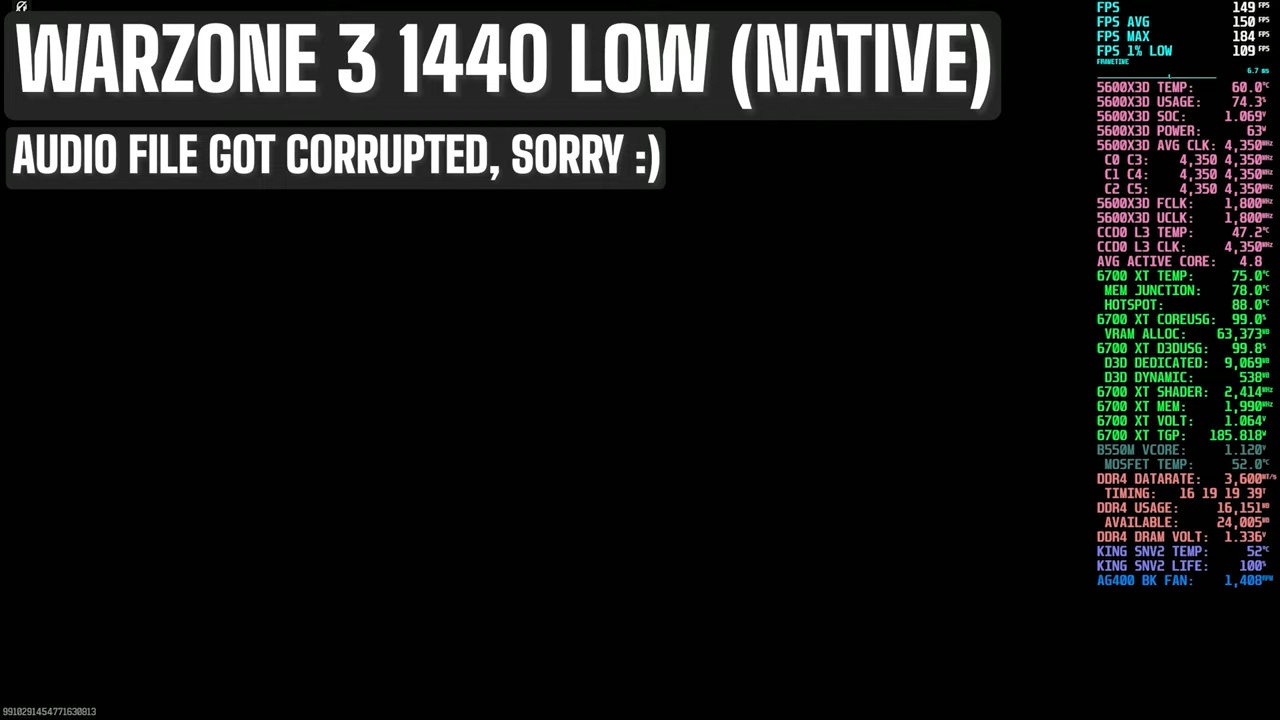 WARZONE 3 1440 LOW (NATIVE)
AUDIO FILE GOT CORRUPTED, SORRY :)
FPS 149 FPS
FPS AVG 150 FPS
FPS MAX 184 FPS
FPS 1% LOW 109 FPS
FRAMETIME
6.7 ms
5600X3D TEMP: 60.0°C
5600X3D USAGE: 74.3%
5600X3D SOC: 1.069V
5600X3D POWER: 63W
5600X3D AVG CLK: 4,350MHz
C0 C3: 4,350 4,350MHz
C1 C4: 4,350 4,350MHz
C2 C5: 4,350 4,350MHz
5600X3D FCLK: 1,800MHz
5600X3D UCLK: 1,800MHz
CCD0 L3 TEMP: 47.2°C
CCD0 L3 CLK: 4,350MHz
AVG ACTIVE CORE: 4.8
6700 XT TEMP: 75.0°C
MEM JUNCTION: 78.0°C
HOTSPOT: 88.0°C
6700 XT COREUSG: 99.0%
VRAM ALLOC: 63,373MB
6700 XT D3DUSG: 99.8%
D3D DEDICATED: 9,069MB
D3D DYNAMIC: 538MB
6700 XT SHADER: 2,414MHz
6700 XT MEM: 1,990MHz
6700 XT VOLT: 1.064V
6700 XT TGP: 185.818W
B550M VCORE: 1.120V
MOSFET TEMP: 52.0°C
DDR4 DATARATE: 3,600MT/s
TIMING: 16 19 19 39T
DDR4 USAGE: 16,151MB
AVAILABLE: 24,005MB
DDR4 DRAM VOLT: 1.336V
KING SNV2 TEMP: 52°C
KING SNV2 LIFE: 100%
AG400 BK FAN: 1,408RPM
9910291454771630813